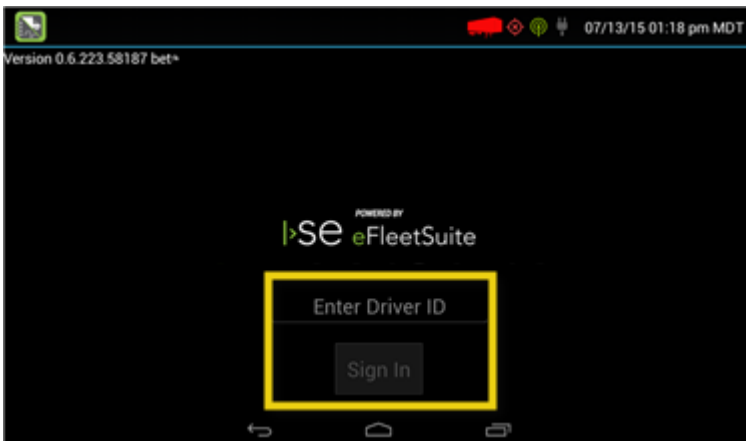 07/13/15 01:18 pm MDT
Version 0.6.223.58187 beta
POWERED BY
ise eFleetSuite
Enter Driver ID
Sign In